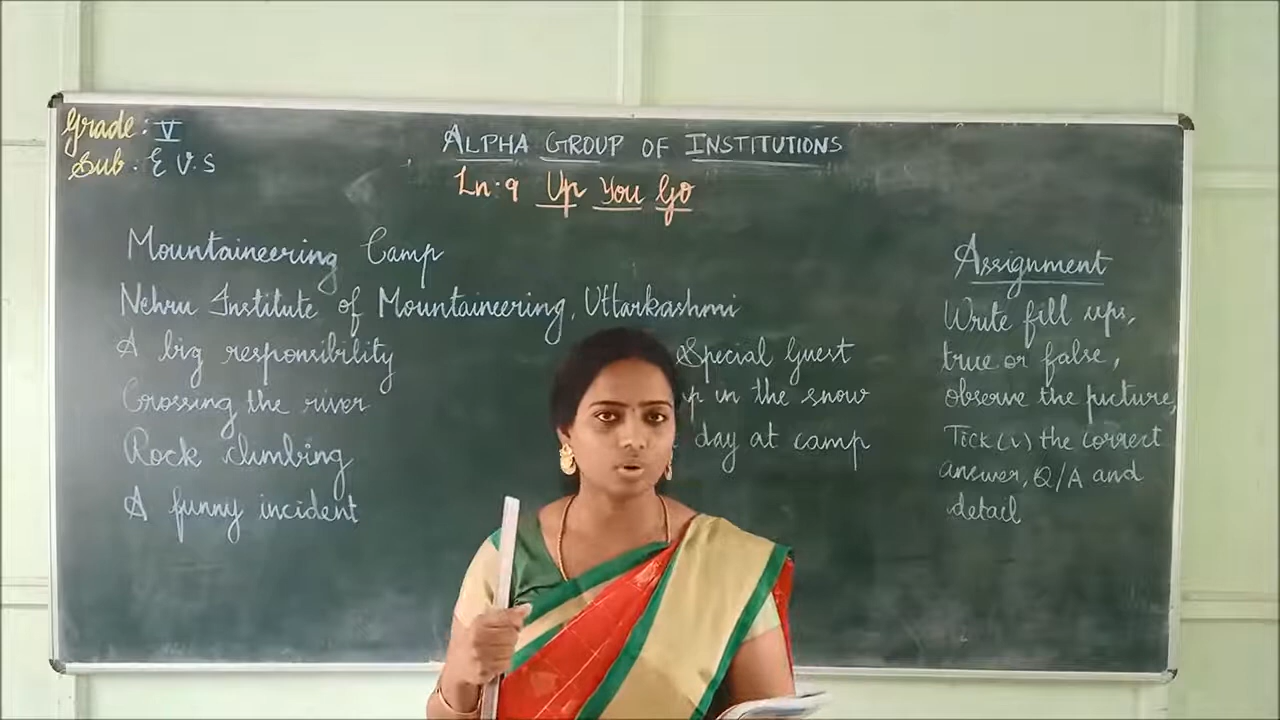 Grade: V
Sub: E V.S
ALPHA GROUP OF INSTITUTIONS
Ln:9 Up You Go
Mountaineering Camp
Nehru Institute of Mountaineering, Uttarkashmi
A big responsibility
Crossing the river
Rock climbing
A funny incident
Special Guest
p in the snow
day at camp
Assignment
Write fill ups,
true or false,
observe the picture,
Tick(✓) the correct
answer, Q/A and
detail